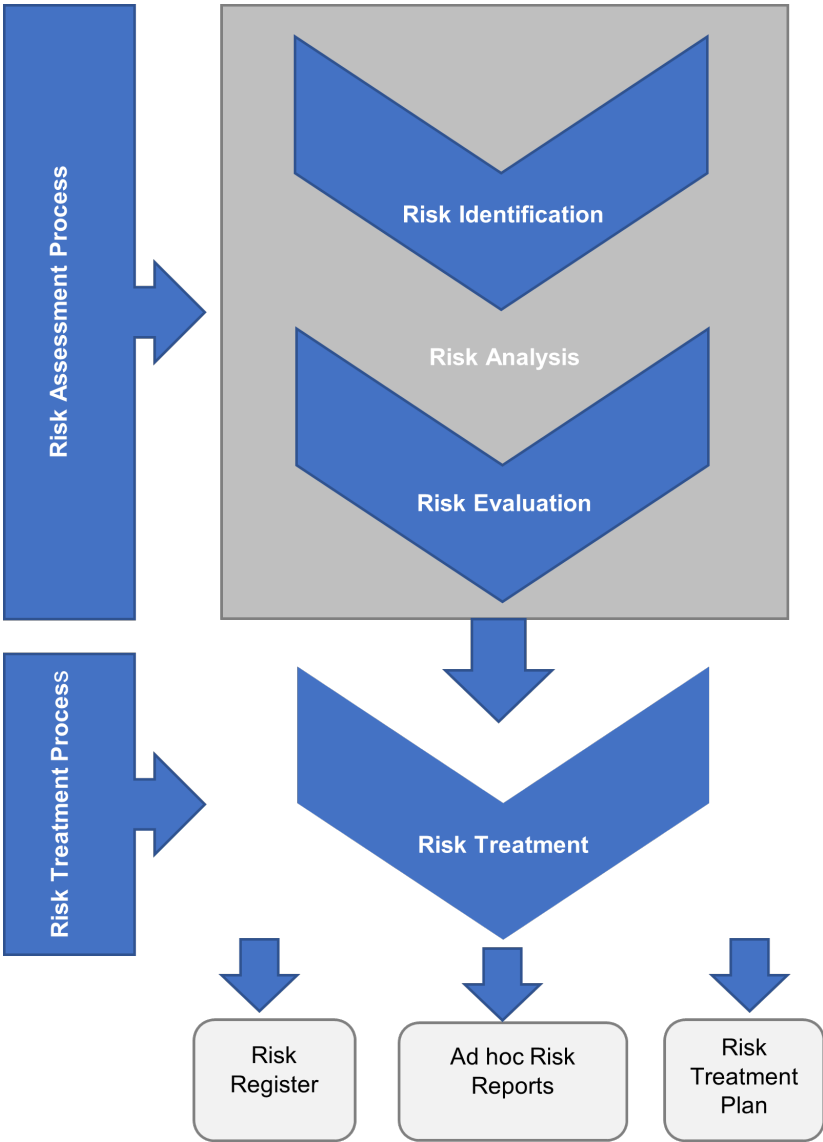 Risk Assessment Process
Risk Identification
Risk Analysis
Risk Evaluation
Risk Treatment Process
Risk Treatment
Risk
Register
Ad hoc Risk
Reports
Risk
Treatment
Plan